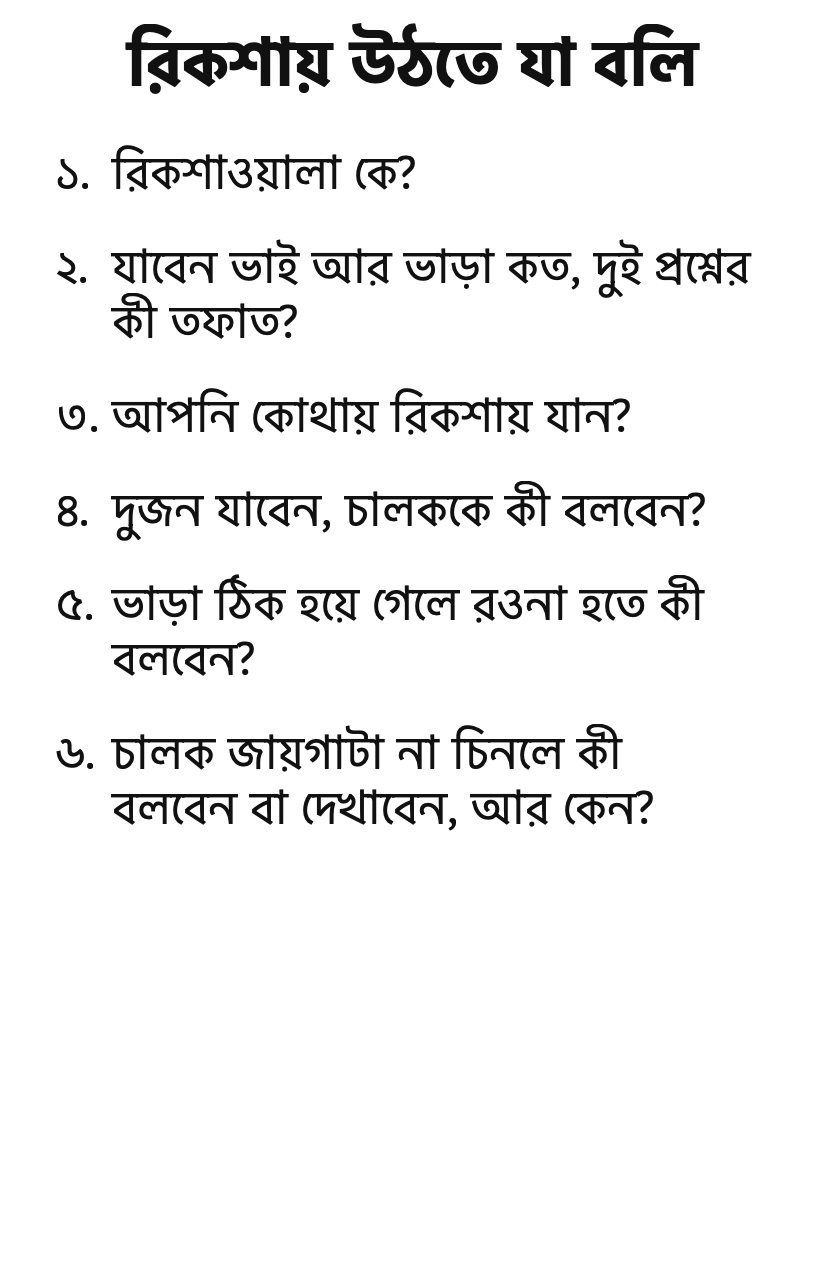 রিকশায় উঠতে যা বলি
১. রিকশাওয়ালা কে?
২. যাবেন ভাই আর ভাড়া কত, দুই প্রশ্নের
কী তফাত?
৩. আপনি কোথায় রিকশায় যান?
৪. দুজন যাবেন, চালককে কী বলবেন?
৫. ভাড়া ঠিক হয়ে গেলে রওনা হতে কী
বলবেন?
৬. চালক জায়গাটা না চিনলে কী
বলবেন বা দেখাবেন, আর কেন?